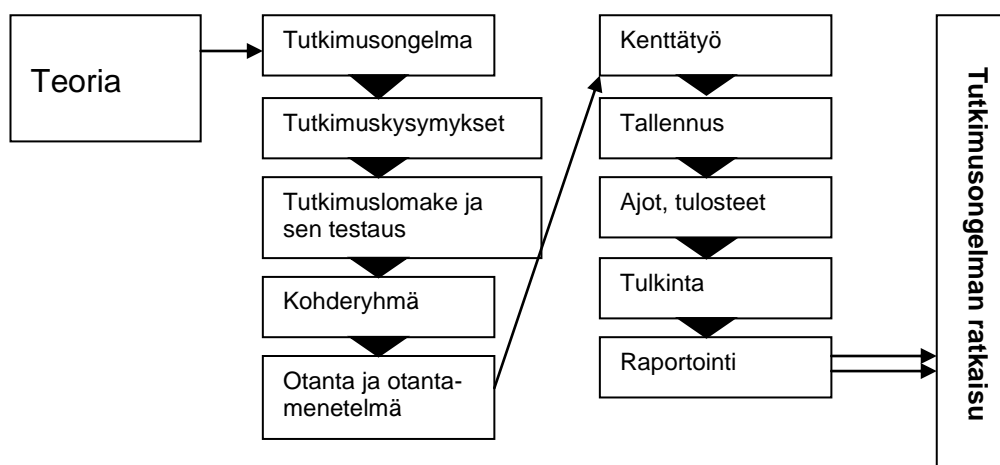 Teoria
Tutkimusongelma
Tutkimuskysymykset
Tutkimuslomake ja
sen testaus
Kohderyhmä
Otanta ja otanta-
menetelmä
Kenttätyö
Tallennus
Ajot, tulosteet
Tulkinta
Raportointi
Tutkimusongelman ratkaisu